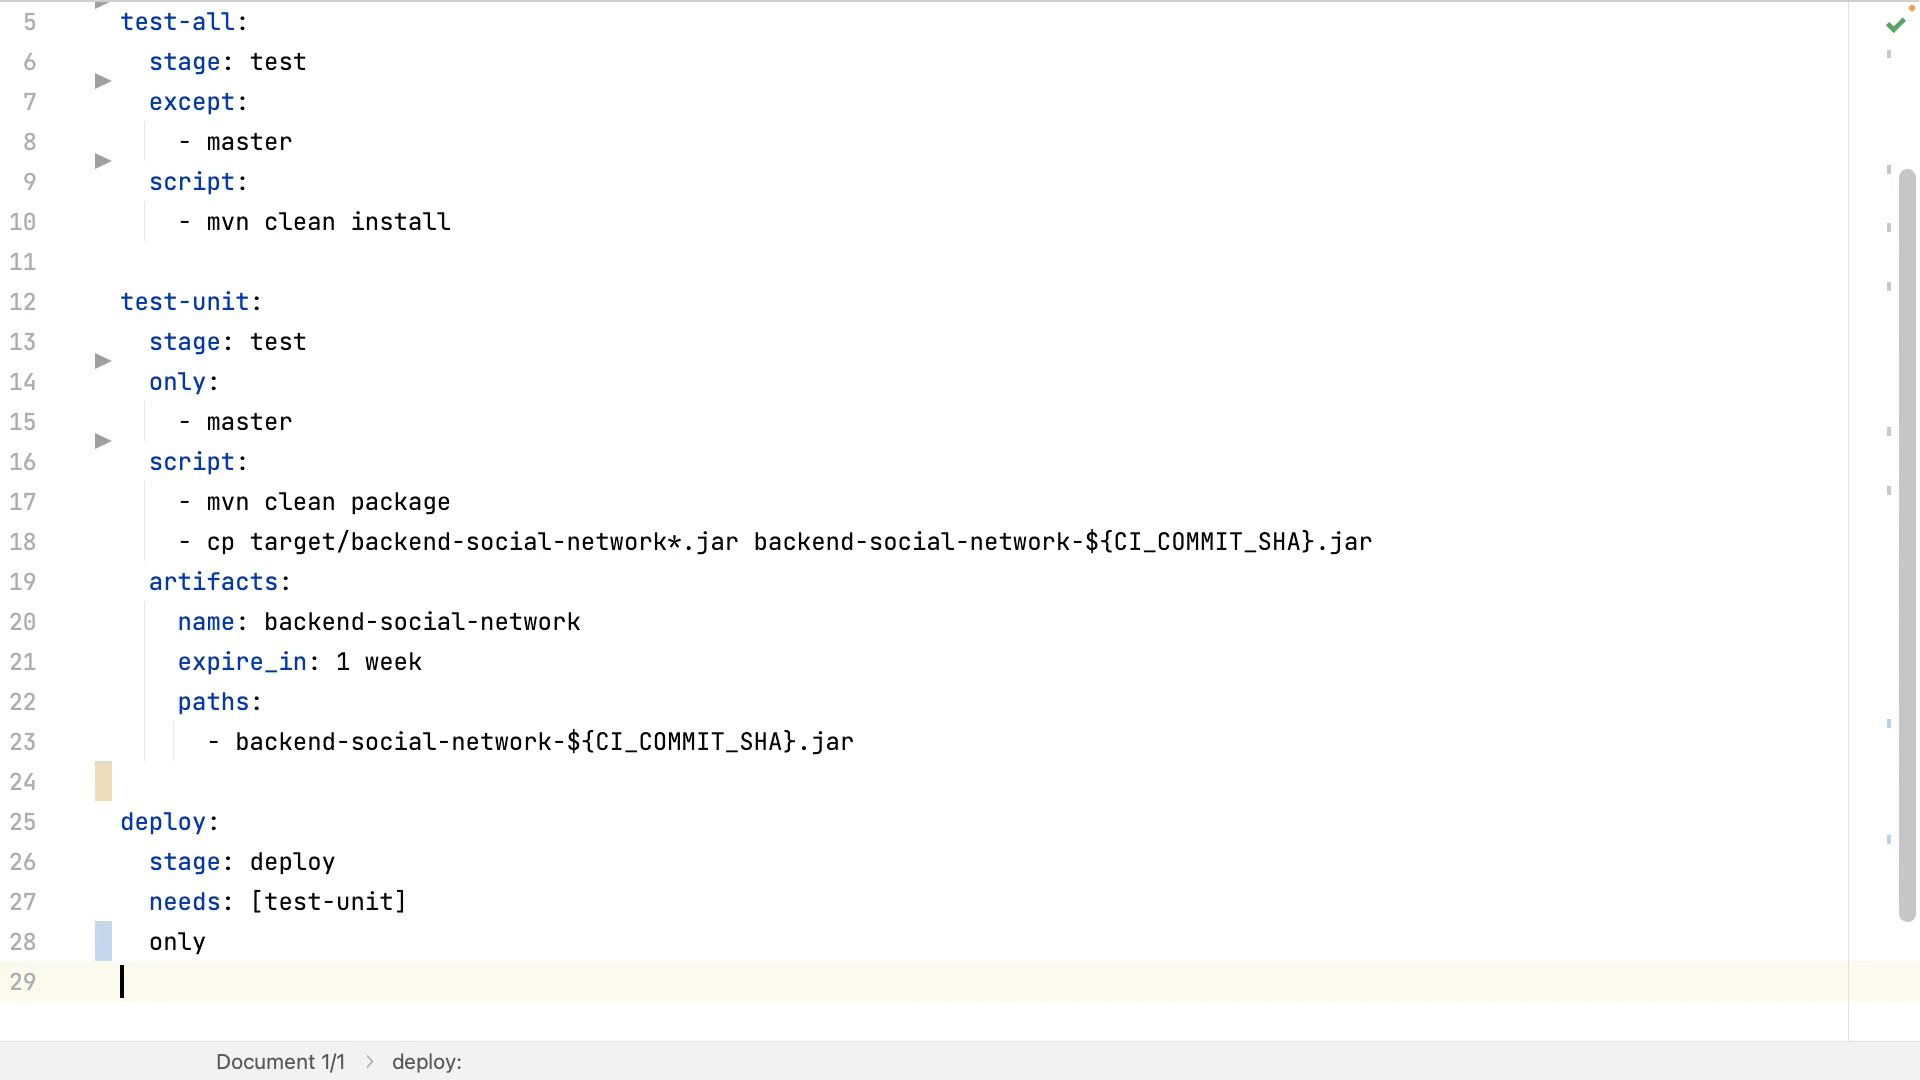 5 test-all:
6 stage: test
7 except:
8 - master
9 script:
10 - mvn clean install
11
12 test-unit:
13 stage: test
14 only:
15 - master
16 script:
17 - mvn clean package
18 - cp target/backend-social-network*.jar backend-social-network-${CI_COMMIT_SHA}.jar
19 artifacts:
20 name: backend-social-network
21 expire_in: 1 week
22 paths:
23 - backend-social-network-${CI_COMMIT_SHA}.jar
24
25 deploy:
26 stage: deploy
27 needs: [test-unit]
28 only
29
Document 1/1 > deploy: